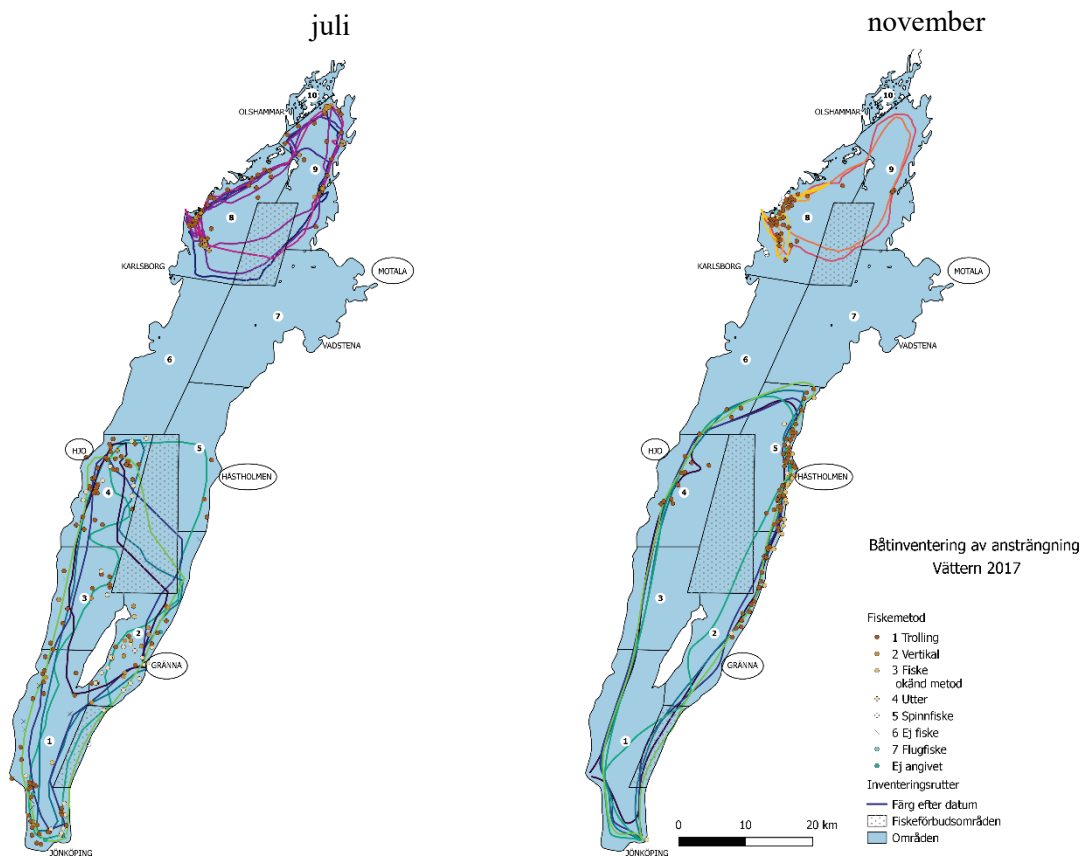 juli
november
10
OLSHAMMAR
9
8
KARLSBORG
MOTALA
7
VADSTENA
6
HJO
5
HÄSTHOLMEN
4
3
2
GRÄNNA
1
JÖNKÖPING
10
OLSHAMMAR
9
8
KARLSBORG
MOTALA
7
VADSTENA
6
HJO
5
HÄSTHOLMEN
4
3
2
GRÄNNA
1
JÖNKÖPING
Båtinventering av ansträngning
Vättern 2017
Fiskemetod
1 Trolling
2 Vertikal
3 Fiske
okänd metod
4 Utter
5 Spinnfiske
6 Ej fiske
7 Flugfiske
Ej angivet
Inventeringsrutter
Färg efter datum
Fiskeförbudsområden
Områden
0 10 20 km